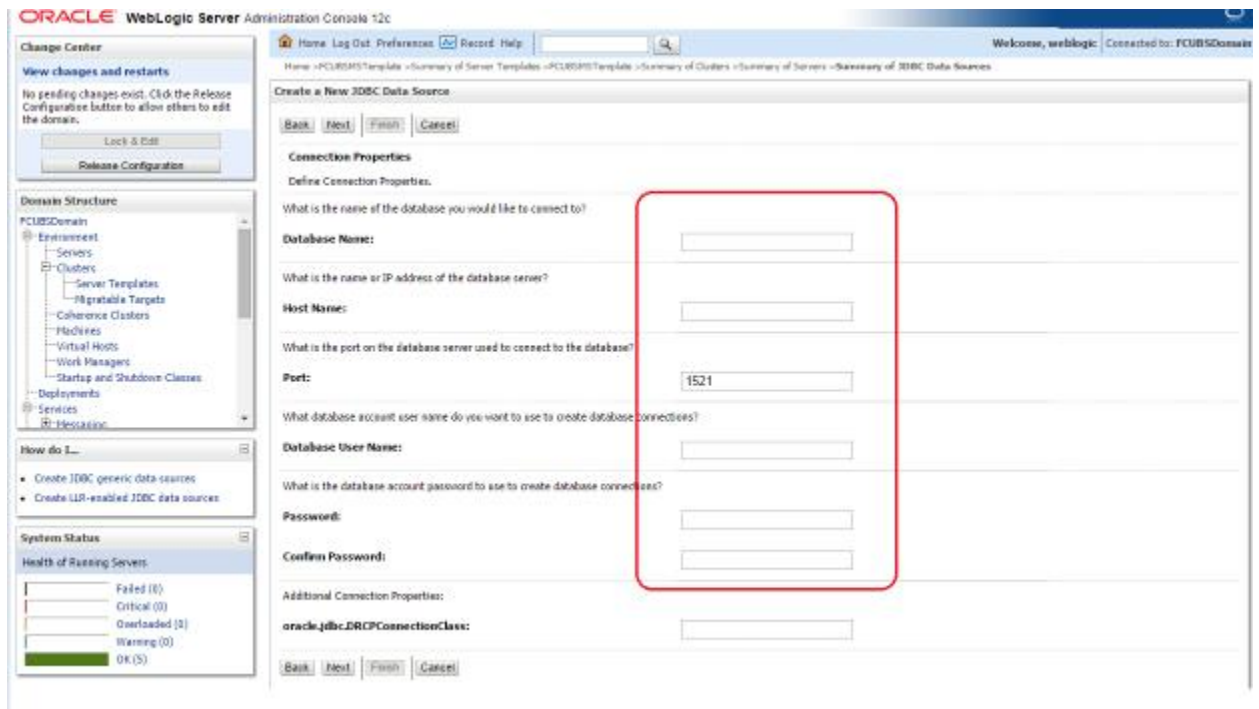 ORACLE WebLogic Server Administration Console 12c
Change Center
View changes and restarts
No pending changes exist. Click the Release
Configuration button to allow others to edit
the domain.
Lock & Edit
Release Configuration
Domain Structure
FCUBSDomain
Environment
Servers
Clusters
Server Templates
Migratable Targets
Coherence Clusters
Machines
Virtual Hosts
Work Managers
Startup and Shutdown Classes
Deployments
Services
Messaging
How do I...
Create JDBC generic data sources
Create LLR-enabled JDBC data sources
System Status
Health of Running Servers
Failed (0)
Critical (0)
Overloaded (0)
Warning (0)
OK (5)
Home Log Out Preferences Record Help
Welcome, weblogic Connected to: FCUBSDomain
Home >FCUBSMSTemplate >Summary of Server Templates >FCUBSMSTemplate >Summary of Clusters >Summary of Servers >Summary of JDBC Data Sources
Create a New JDBC Data Source
Back Next Finish Cancel
Connection Properties
Define Connection Properties.
What is the name of the database you would like to connect to?
Database Name:
What is the name or IP address of the database server?
Host Name:
What is the port on the database server used to connect to the database?
Port: 1521
What database account user name do you want to use to create database connections?
Database User Name:
What is the database account password to use to create database connections?
Password:
Confirm Password:
Additional Connection Properties:
oracle.jdbc.DRCPConnectionClass:
Back Next Finish Cancel